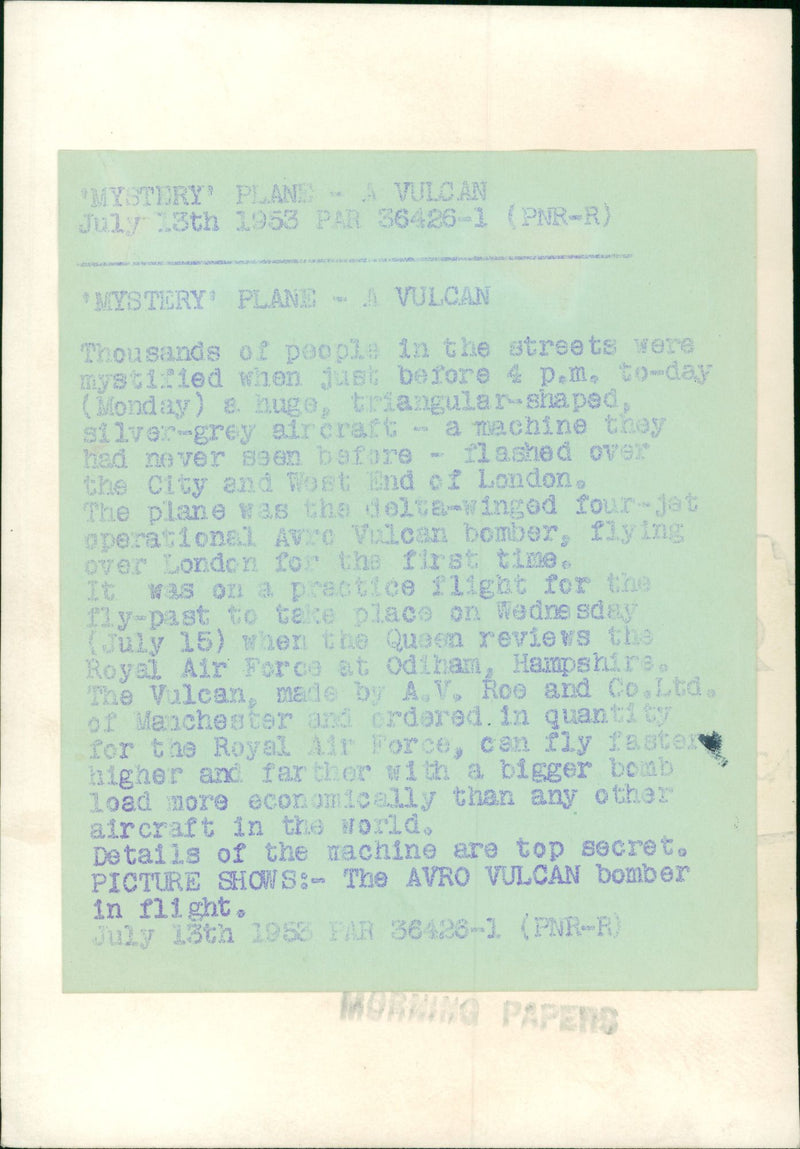 'MYSTERY' PLANE - A VULCAN
July 13th 1953 PAR 36426-1 (PNR-R)
'MYSTERY' PLANE - A VULCAN
Thousands of people in the streets were
mystified when just before 4 p.m. to-day
(Monday) a huge, triangular-shaped,
silver-grey aircraft - a machine they
had never seen before - flashed over
the City and West End of London.
The plane was the delta-winged four-jet
operational Avro Vulcan bomber, flying
over London for the first time.
It was on a practice flight for the
fly-past to take place on Wednesday
(July 15) when the Queen reviews the
Royal Air Force at Odiham, Hampshire.
The Vulcan, made by A.V. Roe and Co.Ltd.
of Manchester and ordered.in quantity
for the Royal Air Force, can fly faster
higher and farther with a bigger bomb
load more economically than any other
aircraft in the world.
Details of the machine are top secret.
PICTURE SHOWS:- The AVRO VULCAN bomber
in flight.
July 13th 1953 PAR 36426-1 (PNR-R)
MORNING PAPERS